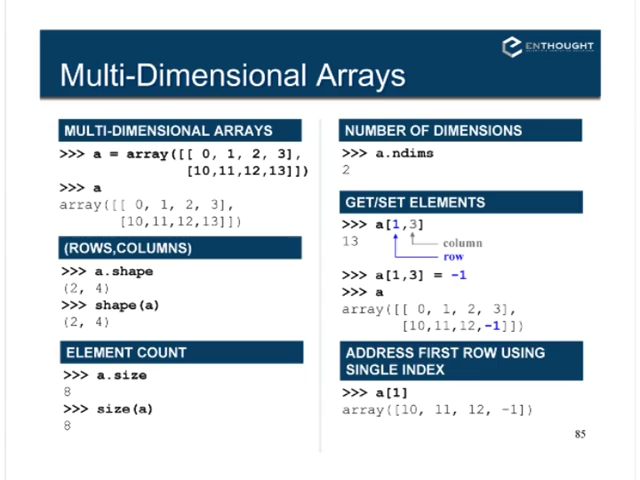 ENTHOUGHT
Multi-Dimensional Arrays
MULTI-DIMENSIONAL ARRAYS
>>> a = array([[ 0, 1, 2, 3],
[10,11,12,13]])
>>> a
array([[ 0, 1, 2, 3],
[10,11,12,13]])
(ROWS,COLUMNS)
>>> a.shape
(2, 4)
>>> shape(a)
(2, 4)
ELEMENT COUNT
>>> a.size
8
>>> size(a)
8
NUMBER OF DIMENSIONS
>>> a.ndims
2
GET/SET ELEMENTS
>>> a[1,3]
13
column
row
>>> a[1,3] = -1
>>> a
array([[ 0, 1, 2, 3],
[10,11,12,-1]])
ADDRESS FIRST ROW USING
SINGLE INDEX
>>> a[1]
array([10, 11, 12, -1])
85